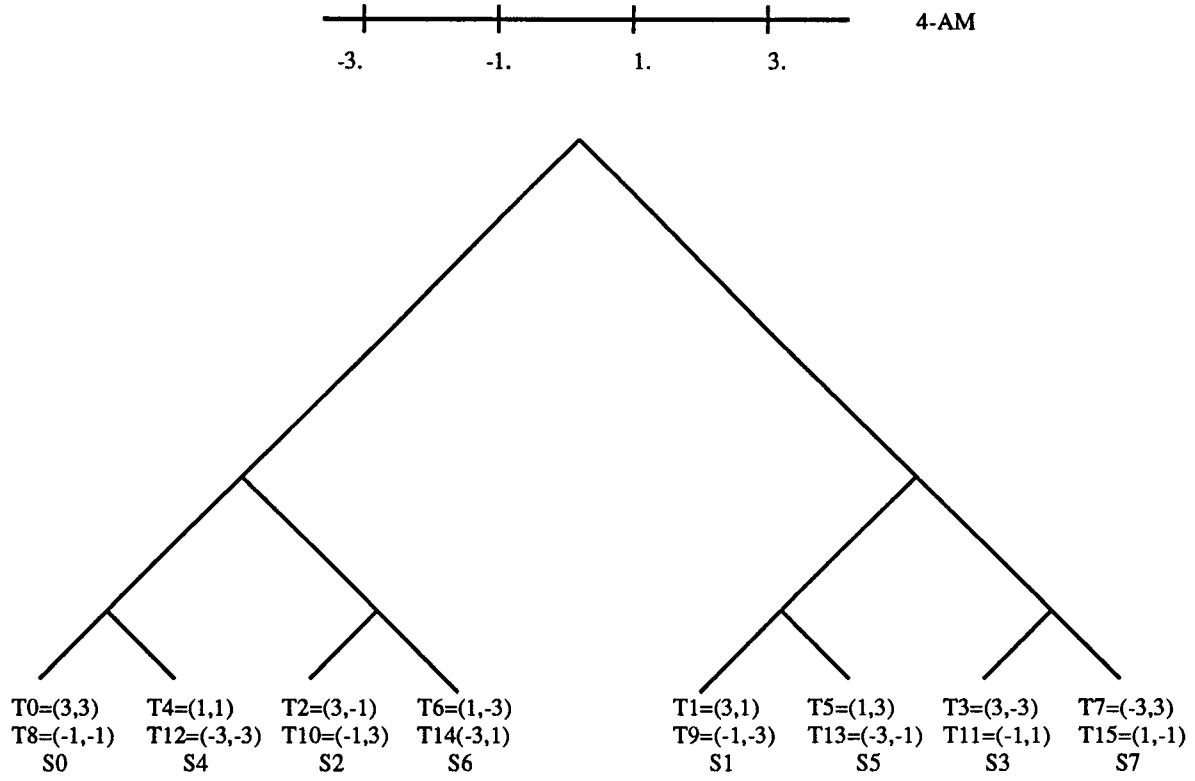 4-AM
-3. -1. 1. 3.
T0=(3,3) T4=(1,1) T2=(3,-1) T6=(1,-3) T1=(3,1) T5=(1,3) T3=(3,-3) T7=(-3,3)
T8=(-1,-1) T12=(-3,-3) T10=(-1,3) T14(-3,1) T9=(-1,-3) T13=(-3,-1) T11=(-1,1) T15=(1,-1)
S0 S4 S2 S6 S1 S5 S3 S7